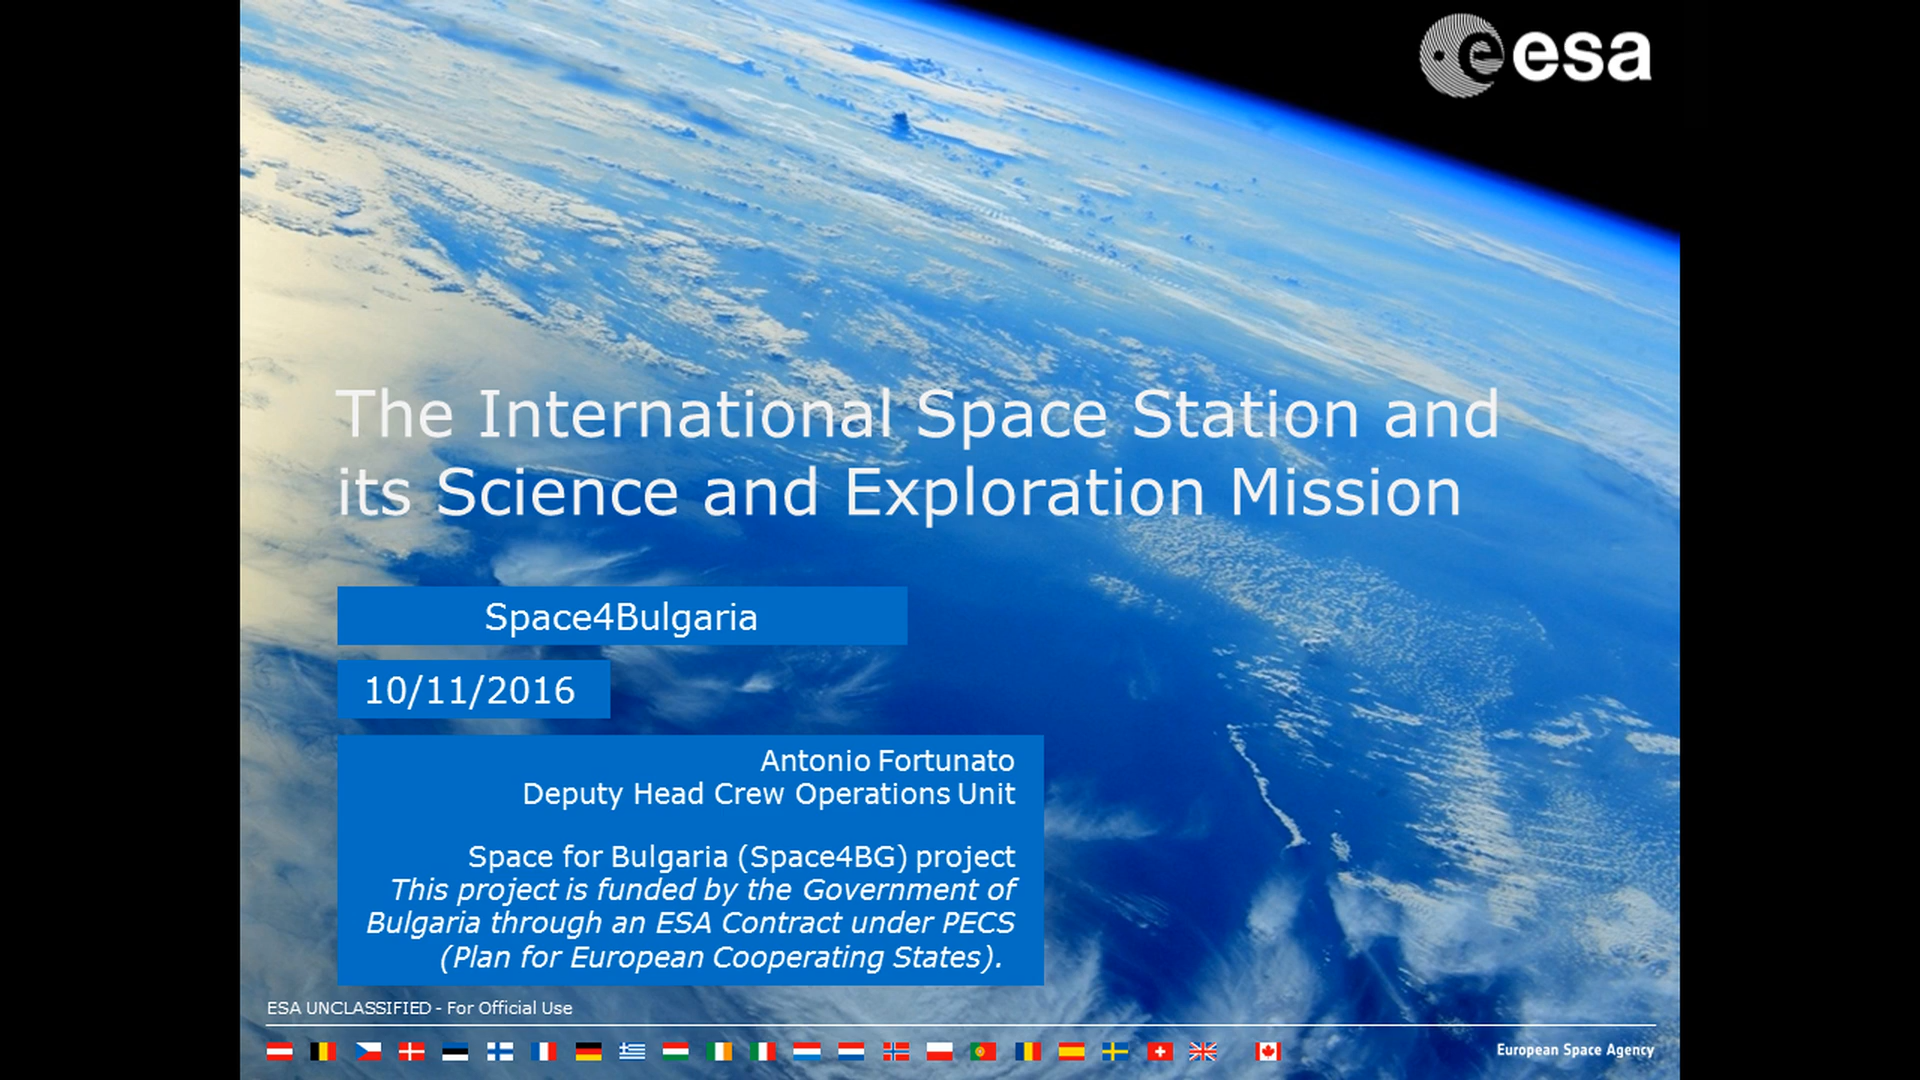 esa
The International Space Station and
its Science and Exploration Mission
Space4Bulgaria
10/11/2016
Antonio Fortunato
Deputy Head Crew Operations Unit
Space for Bulgaria (Space4BG) project
This project is funded by the Government of
Bulgaria through an ESA Contract under PECS
(Plan for European Cooperating States).
ESA UNCLASSIFIED - For Official Use
European Space Agency